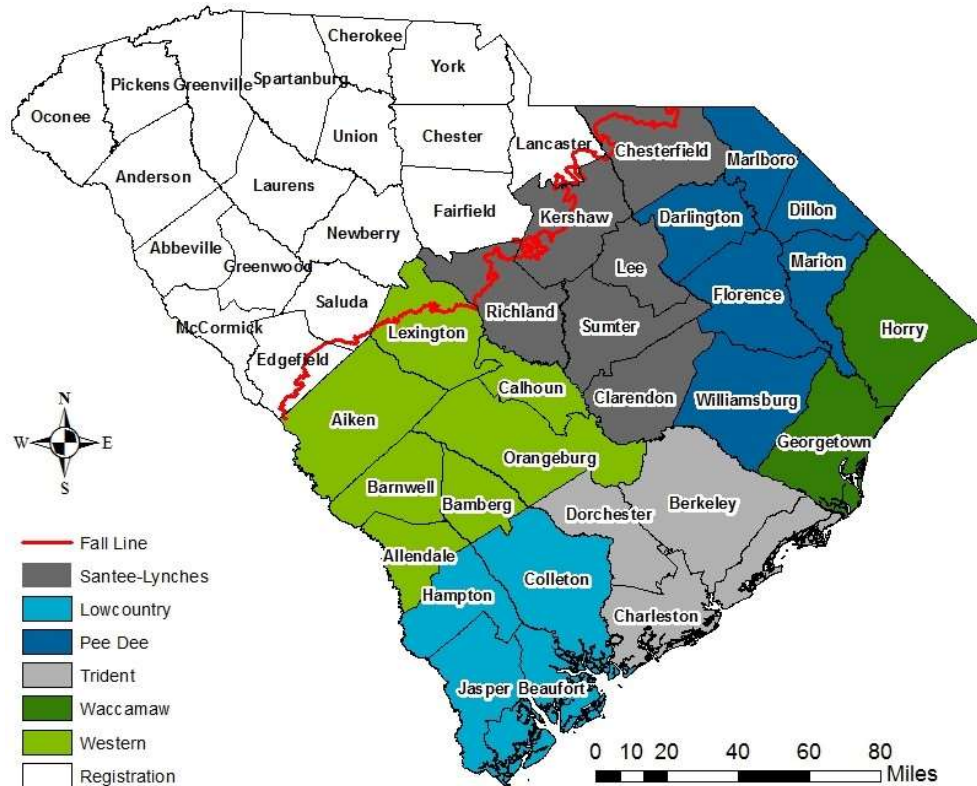 Cherokee
York
Spartanburg
Pickens
Greenville
Oconee
Union
Chester
Lancaster
Chesterfield
Marlboro
Anderson
Laurens
Fairfield
Kershaw
Darlington
Dillon
Newberry
Abbeville
Greenwood
Lee
Marion
Saluda
Richland
Florence
McCormick
Lexington
Sumter
Horry
Edgefield
Calhoun
Clarendon
Williamsburg
Aiken
Georgetown
Orangeburg
Barnwell
Bamberg
Berkeley
Dorchester
Allendale
Colleton
Hampton
Charleston
Jasper
Beaufort
N
W
E
S
Fall Line
Santee-Lynches
Lowcountry
Pee Dee
Trident
Waccamaw
Western
Registration
0 10 20 40 60 80
Miles